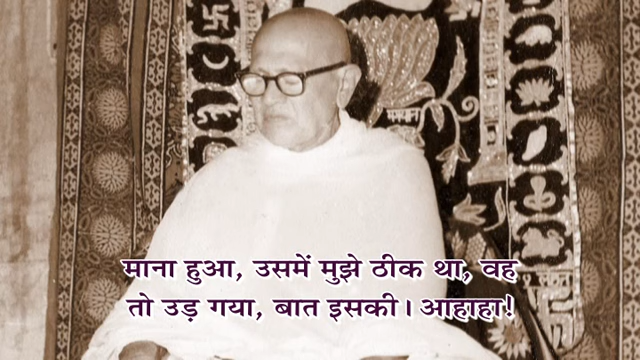 माना हुआ, उसमें मुझे ठीक था, वह
तो उड़ गया, बात इसकी। आहाहा!